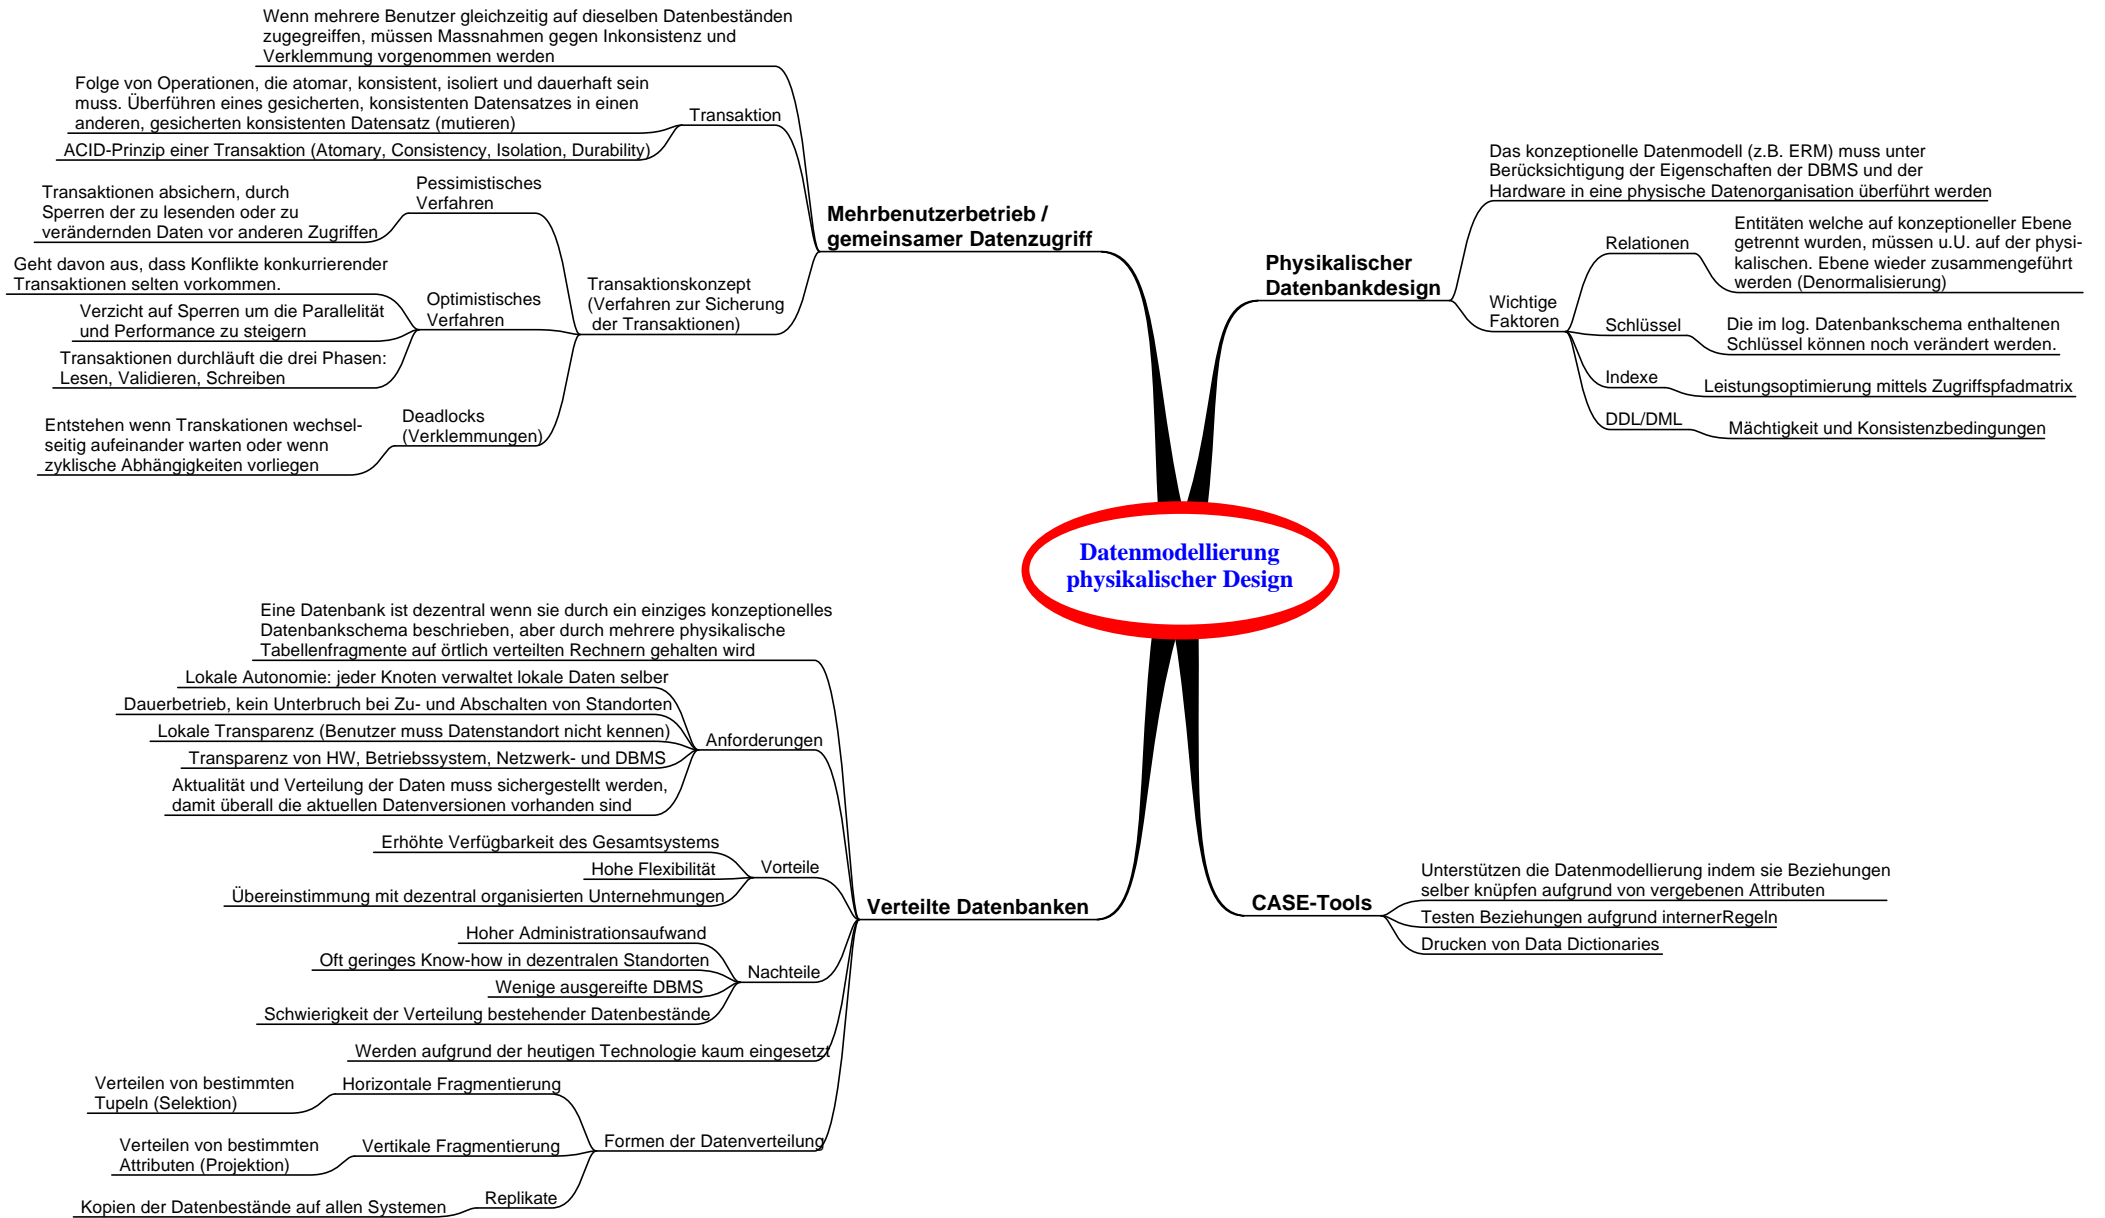 Wenn mehrere Benutzer gleichzeitig auf dieselben Datenbeständen
zugegreiffen, müssen Massnahmen gegen Inkonsistenz und
Verklemmung vorgenommen werden
Folge von Operationen, die atomar, konsistent, isoliert und dauerhaft sein
muss. Überführen eines gesicherten, konsistenten Datensatzes in einen
anderen, gesicherten konsistenten Datensatz (mutieren)
ACID-Prinzip einer Transaktion (Atomary, Consistency, Isolation, Durability)
Transaktion
Transaktionen absichern, durch
Sperren der zu lesenden oder zu
verändernden Daten vor anderen Zugriffen
Pessimistisches
Verfahren
Geht davon aus, dass Konflikte konkurrierender
Transaktionen selten vorkommen.
Verzicht auf Sperren um die Parallelität
und Performance zu steigern
Transaktionen durchläuft die drei Phasen:
Lesen, Validieren, Schreiben
Optimistisches
Verfahren
Entstehen wenn Transkationen wechsel-
seitig aufeinander warten oder wenn
zyklische Abhängigkeiten vorliegen
Deadlocks
(Verklemmungen)
Transaktionskonzept
(Verfahren zur Sicherung
der Transaktionen)
Mehrbenutzerbetrieb /
gemeinsamer Datenzugriff
Physikalischer
Datenbankdesign
Das konzeptionelle Datenmodell (z.B. ERM) muss unter
Berücksichtigung der Eigenschaften der DBMS und der
Hardware in eine physische Datenorganisation überführt werden
Wichtige
Faktoren
Relationen
Entitäten welche auf konzeptioneller Ebene
getrennt wurden, müssen u.U. auf der physi-
kalischen. Ebene wieder zusammengeführt
werden (Denormalisierung)
Schlüssel
Die im log. Datenbankschema enthaltenen
Schlüssel können noch verändert werden.
Indexe
Leistungsoptimierung mittels Zugriffspfadmatrix
DDL/DML
Mächtigkeit und Konsistenzbedingungen
Datenmodellierung
physikalischer Design
Eine Datenbank ist dezentral wenn sie durch ein einziges konzeptionelles
Datenbankschema beschrieben, aber durch mehrere physikalische
Tabellenfragmente auf örtlich verteilten Rechnern gehalten wird
Lokale Autonomie: jeder Knoten verwaltet lokale Daten selber
Dauerbetrieb, kein Unterbruch bei Zu- und Abschalten von Standorten
Lokale Transparenz (Benutzer muss Datenstandort nicht kennen)
Transparenz von HW, Betriebssystem, Netzwerk- und DBMS
Aktualität und Verteilung der Daten muss sichergestellt werden,
damit überall die aktuellen Datenversionen vorhanden sind
Anforderungen
Erhöhte Verfügbarkeit des Gesamtsystems
Hohe Flexibilität
Übereinstimmung mit dezentral organisierten Unternehmungen
Vorteile
Hoher Administrationsaufwand
Oft geringes Know-how in dezentralen Standorten
Wenige ausgereifte DBMS
Schwierigkeit der Verteilung bestehender Datenbestände
Nachteile
Werden aufgrund der heutigen Technologie kaum eingesetzt
Verteilen von bestimmten
Tupeln (Selektion)
Horizontale Fragmentierung
Verteilen von bestimmten
Attributen (Projektion)
Vertikale Fragmentierung
Kopien der Datenbestände auf allen Systemen
Replikate
Formen der Datenverteilung
Verteilte Datenbanken
CASE-Tools
Unterstützen die Datenmodellierung indem sie Beziehungen
selber knüpfen aufgrund von vergebenen Attributen
Testen Beziehungen aufgrund internerRegeln
Drucken von Data Dictionaries